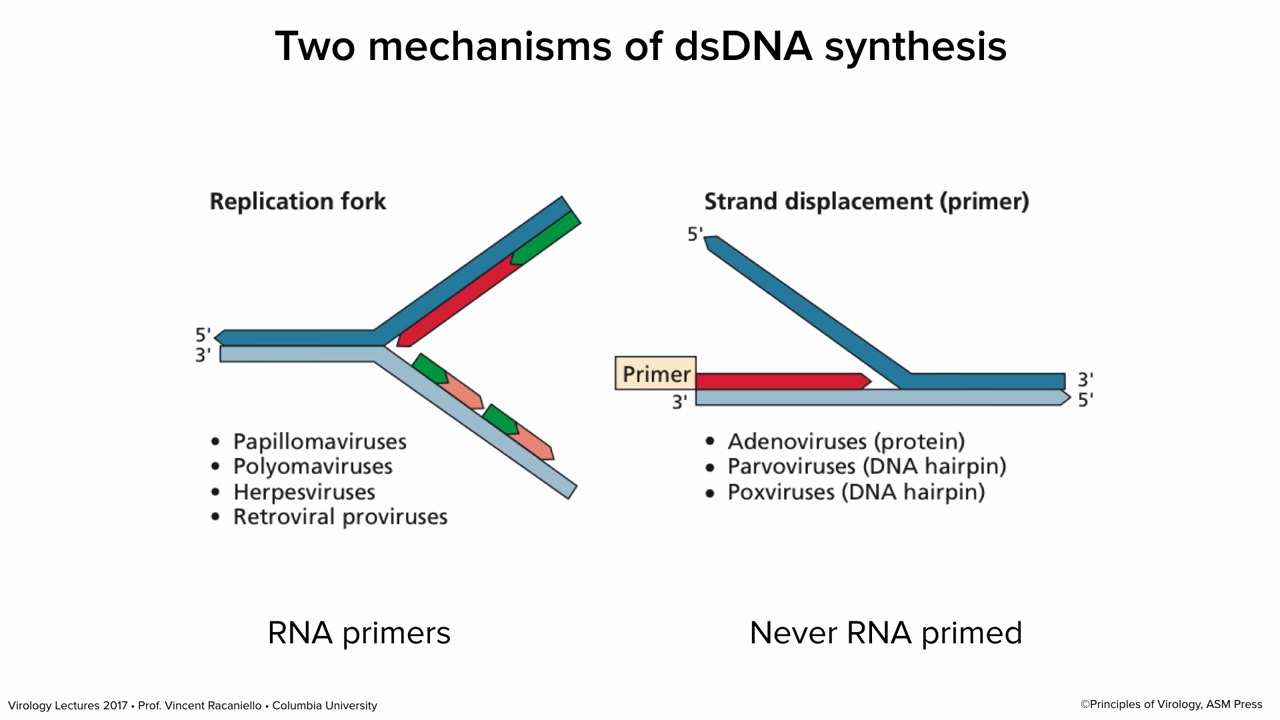 Two mechanisms of dsDNA synthesis
Replication fork
5'
3'
• Papillomaviruses
• Polyomaviruses
• Herpesviruses
• Retroviral proviruses
RNA primers
Strand displacement (primer)
5'
Primer
3'
3'
5'
• Adenoviruses (protein)
• Parvoviruses (DNA hairpin)
• Poxviruses (DNA hairpin)
Never RNA primed
Virology Lectures 2017 • Prof. Vincent Racaniello • Columbia University
©Principles of Virology, ASM Press